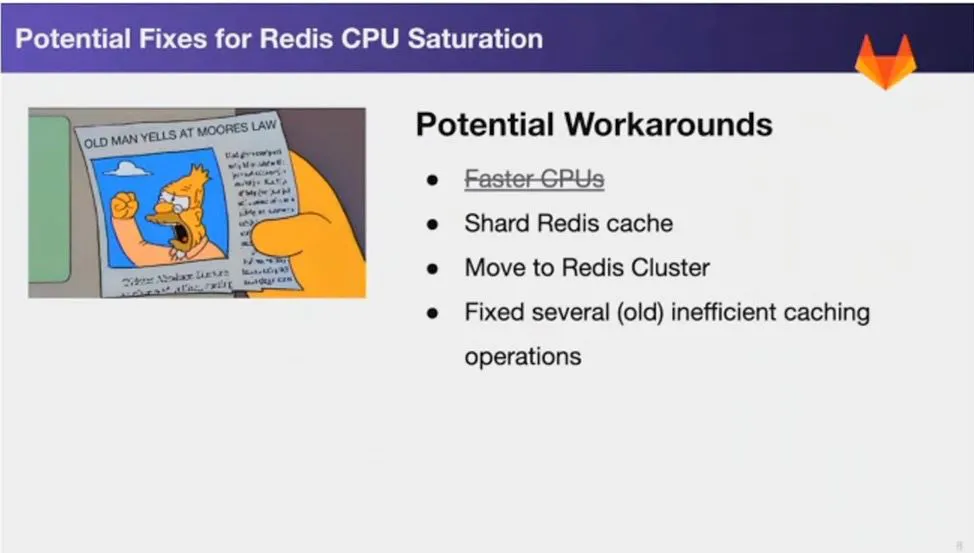 Potential Fixes for Redis CPU Saturation
OLD MAN YELLS AT MOORES LAW
Potential Workarounds
Faster CPUs
Shard Redis cache
Move to Redis Cluster
Fixed several (old) inefficient caching
operations